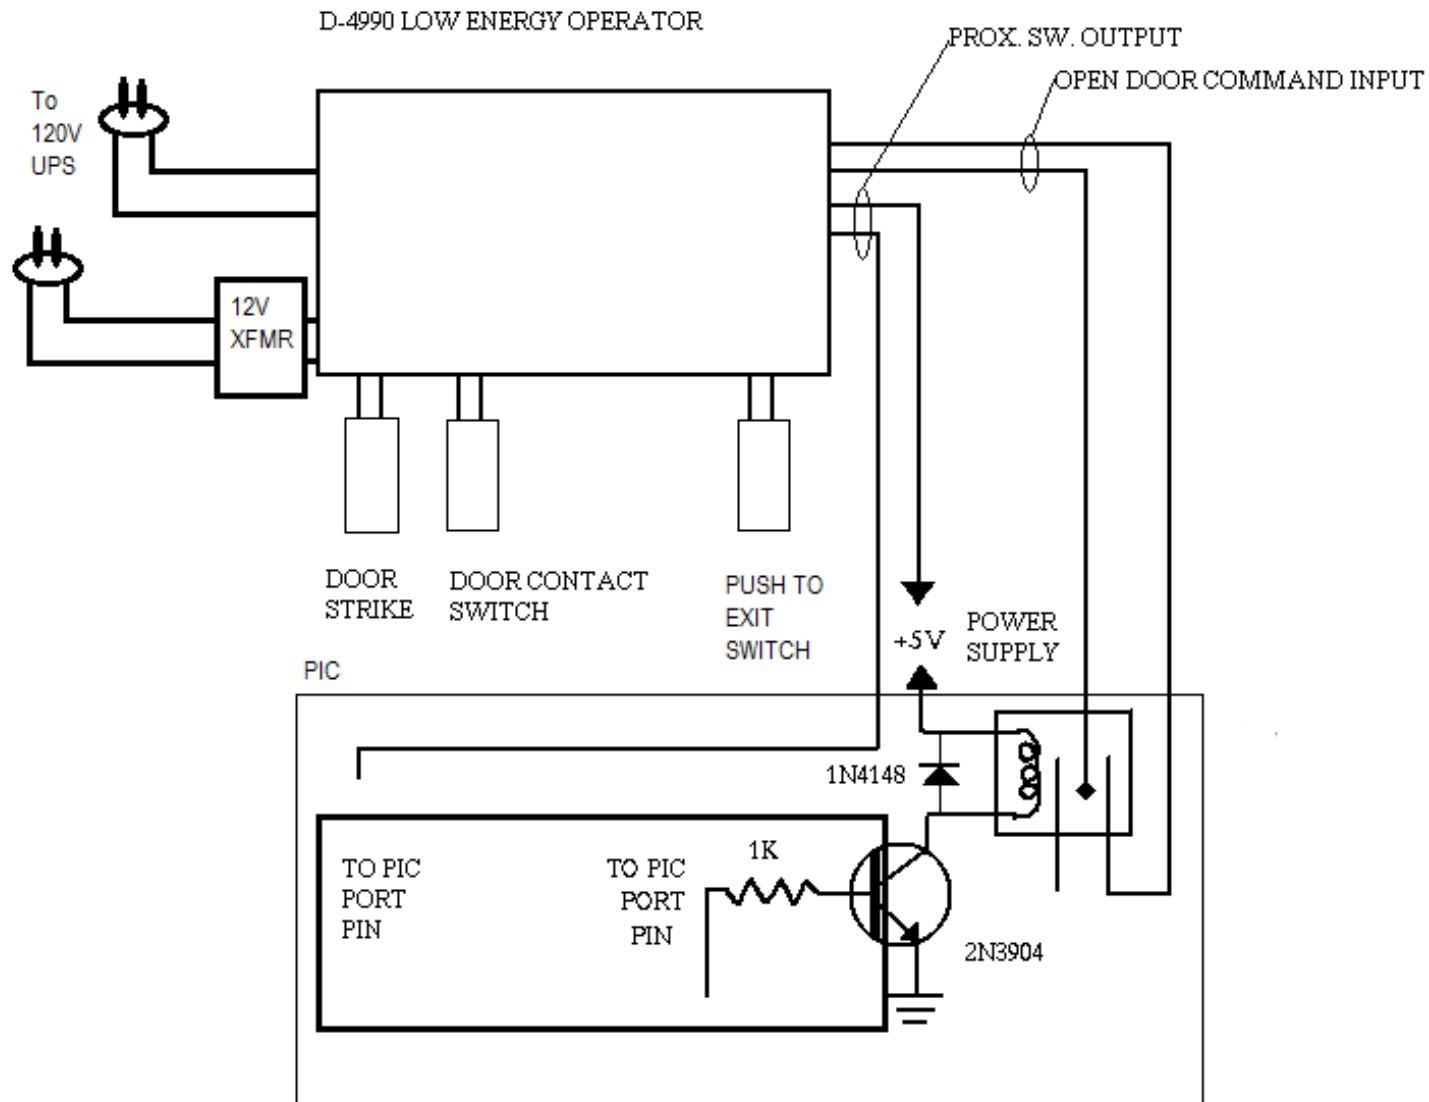 D-4990 LOW ENERGY OPERATOR
PROX. SW. OUTPUT
OPEN DOOR COMMAND INPUT
To
120V
UPS
12V
XFMR
DOOR
STRIKE
DOOR CONTACT
SWITCH
PUSH TO
EXIT
SWITCH
+5V
POWER
SUPPLY
PIC
1N4148
TO PIC
PORT
PIN
TO PIC
PORT
PIN
1K
2N3904